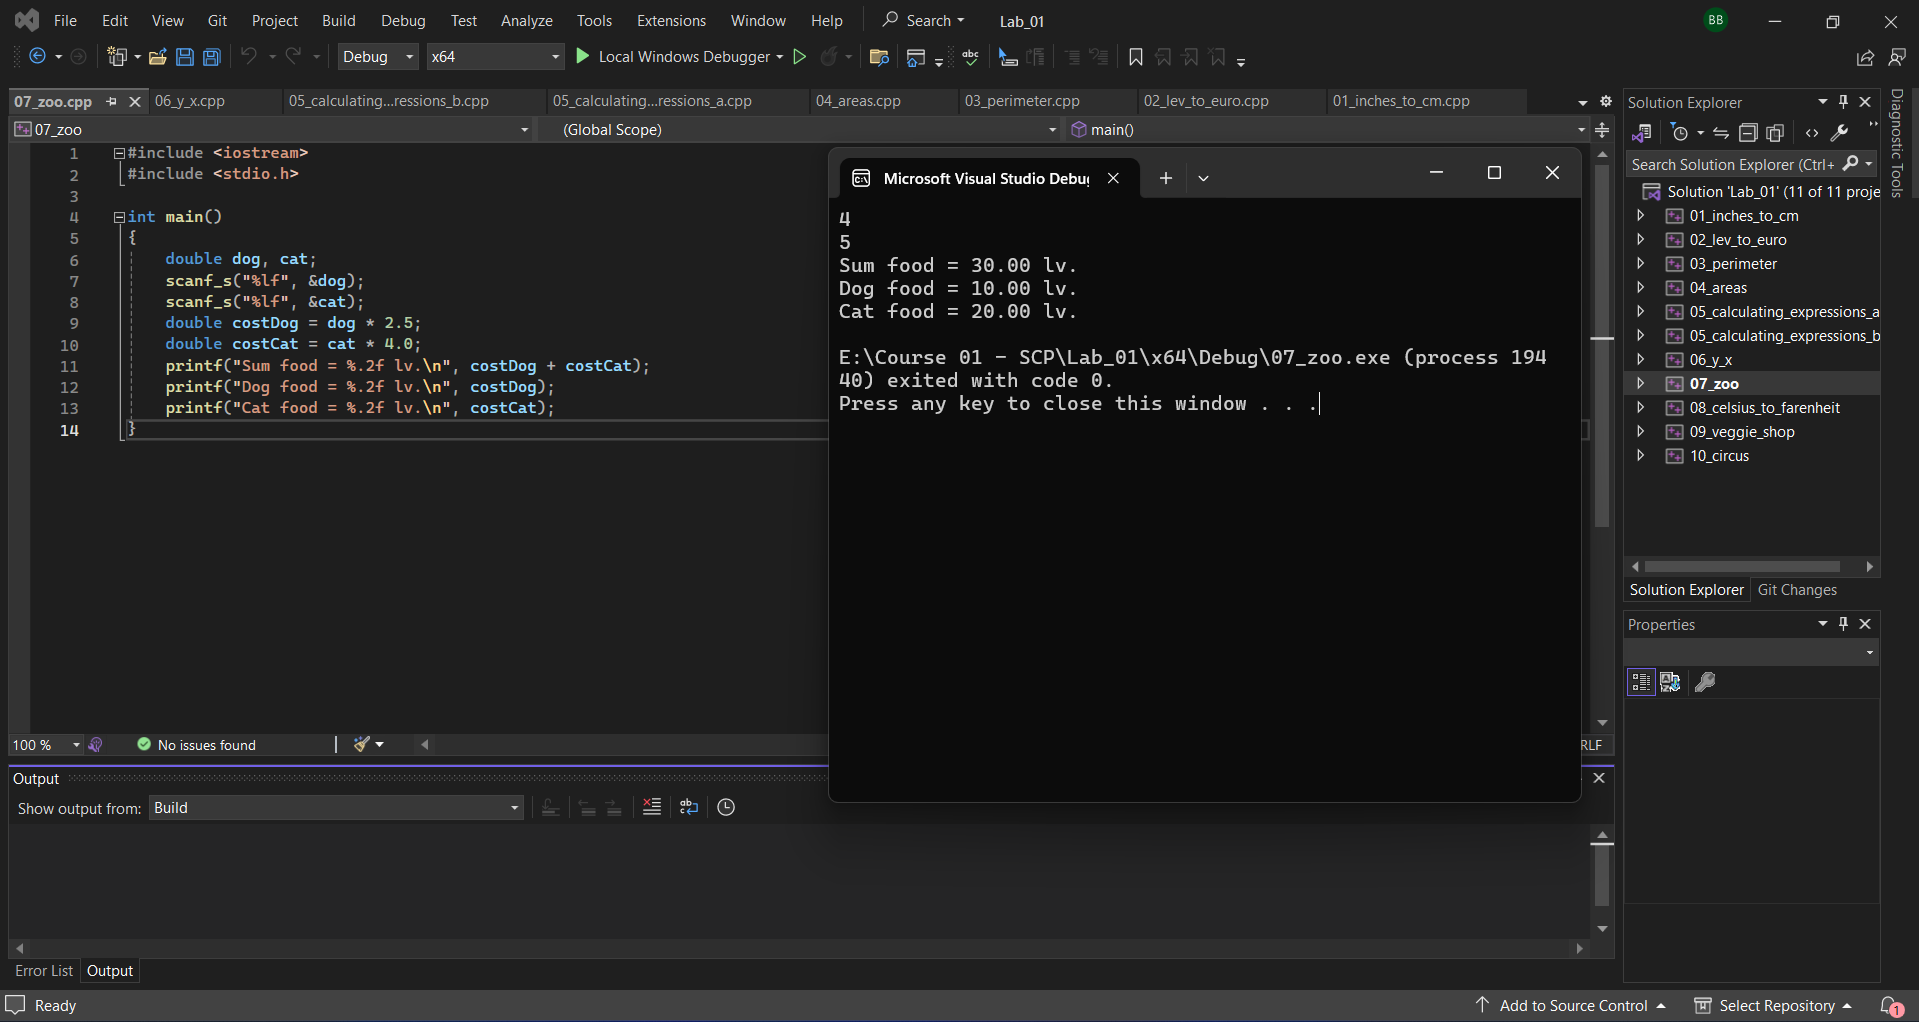 File Edit View Git Project Build Debug Test Analyze Tools Extensions Window Help Search Lab_01 BB
Debug x64 Local Windows Debugger abc
07_zoo.cpp 06_y_x.cpp 05_calculating...ressions_b.cpp 05_calculating...ressions_a.cpp 04_areas.cpp 03_perimeter.cpp 02_lev_to_euro.cpp 01_inches_to_cm.cpp
07_zoo (Global Scope) main()
1 #include <iostream>
2 #include <stdio.h>
3
4 int main()
5 {
6 double dog, cat;
7 scanf_s("%lf", &dog);
8 scanf_s("%lf", &cat);
9 double costDog = dog * 2.5;
10 double costCat = cat * 4.0;
11 printf("Sum food = %.2f lv.\n", costDog + costCat);
12 printf("Dog food = %.2f lv.\n", costDog);
13 printf("Cat food = %.2f lv.\n", costCat);
14 }
Microsoft Visual Studio Debug
4
5
Sum food = 30.00 lv.
Dog food = 10.00 lv.
Cat food = 20.00 lv.
E:\Course 01 - SCP\Lab_01\x64\Debug\07_zoo.exe (process 194
40) exited with code 0.
Press any key to close this window . . .
100 % No issues found RLF
Output
Show output from: Build
Error List Output
Solution Explorer
Search Solution Explorer (Ctrl+
Solution 'Lab_01' (11 of 11 proje
01_inches_to_cm
02_lev_to_euro
03_perimeter
04_areas
05_calculating_expressions_a
05_calculating_expressions_b
06_y_x
07_zoo
08_celsius_to_farenheit
09_veggie_shop
10_circus
Solution Explorer Git Changes
Properties
Diagnostic Tools
Ready Add to Source Control Select Repository 1